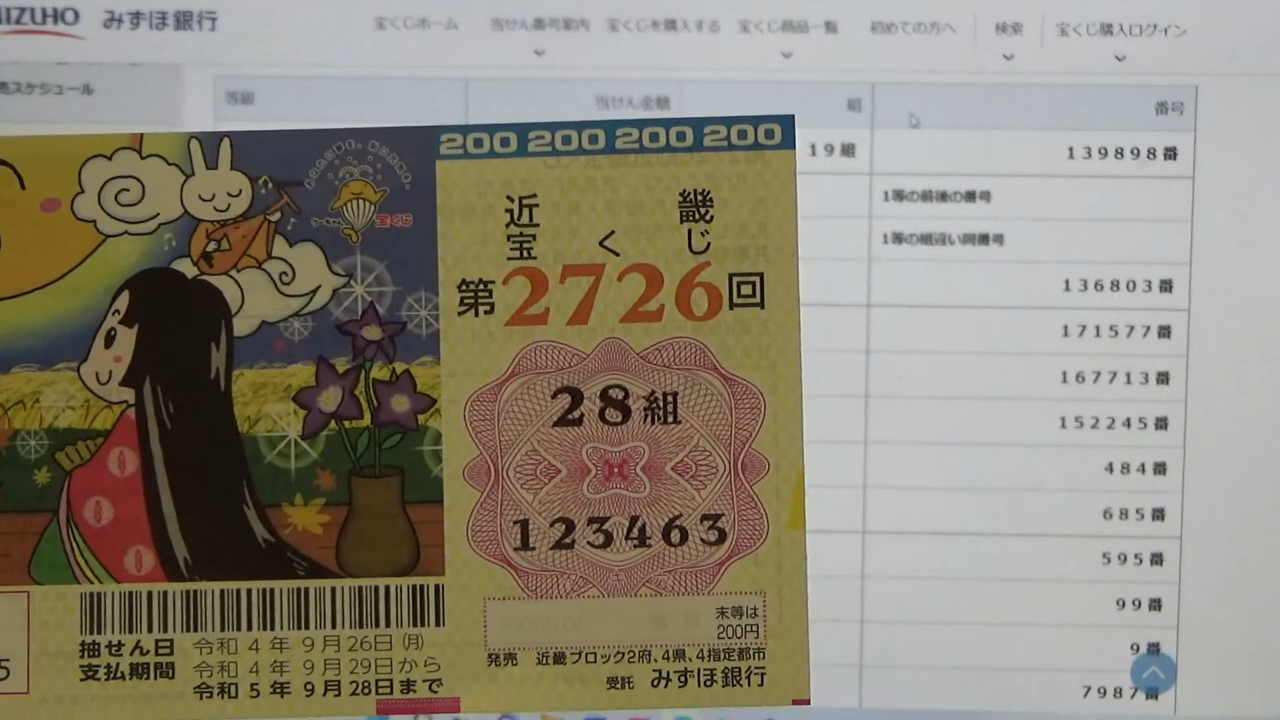 MIZUHO みずほ銀行
宝くじホーム 当せん番号案内 宝くじを購入する 宝くじ商品一覧 初めての方へ 検索 宝くじ購入ログイン
売スケジュール
等級 当せん金額 組 番号
19組 139898番
1等の前後の番号
1等の組違い同番号
136803番
171577番
167713番
152245番
484番
685番
595番
99番
9番
7987番
200 200 200 200
近畿
宝くじ
第2726回
28組
123463
末等は
200円
発売 近畿ブロック2府、4県、4指定都市
受託 みずほ銀行
クーちゃん 宝くじ
抽せん日 令和4年9月26日(月)
支払期間 令和4年9月29日から
令和5年9月28日まで
5